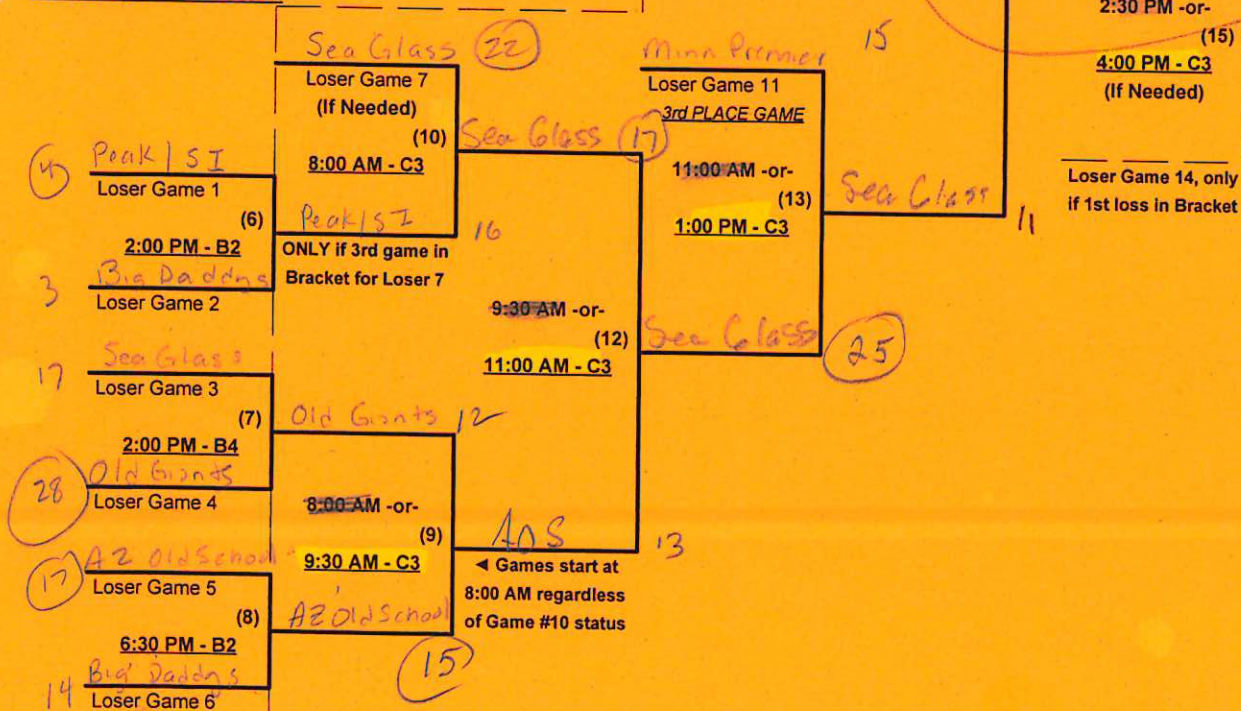 2:30 PM -or-
(15)
4:00 PM - C3
(If Needed)
Loser Game 14, only
if 1st loss in Bracket
Sea Glass 22
Loser Game 7
(If Needed)
(10)
8:00 AM - C3
Peak/SI 16
ONLY if 3rd game in
Bracket for Loser 7
Minn Premier 15
Loser Game 11
3rd PLACE GAME
11:00 AM -or-
(13)
1:00 PM - C3
Sea Glass 11
4 Peak/SI
Loser Game 1
(6)
2:00 PM - B2
3 Big Daddys
Loser Game 2
Sea Glass 17
9:30 AM -or-
(12)
11:00 AM - C3
Sea Glass 25
17 Sea Glass
Loser Game 3
(7)
2:00 PM - B4
28 Old Giants
Loser Game 4
Old Giants 12
8:00 AM -or-
(9)
9:30 AM - C3
AZ Old School
15
AOS 13
◄ Games start at
8:00 AM regardless
of Game #10 status
17 AZ Old School
Loser Game 5
(8)
6:30 PM - B2
14 Big Daddys
Loser Game 6